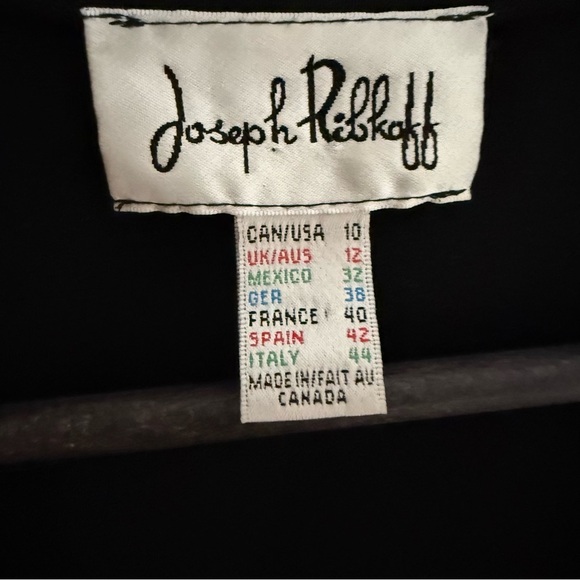 Joseph Ribkoff
CAN/USA 10
UK/AUS 12
MEXICO 32
GER 38
FRANCE 40
SPAIN 42
ITALY 44
MADE IN/FAIT AU
CANADA